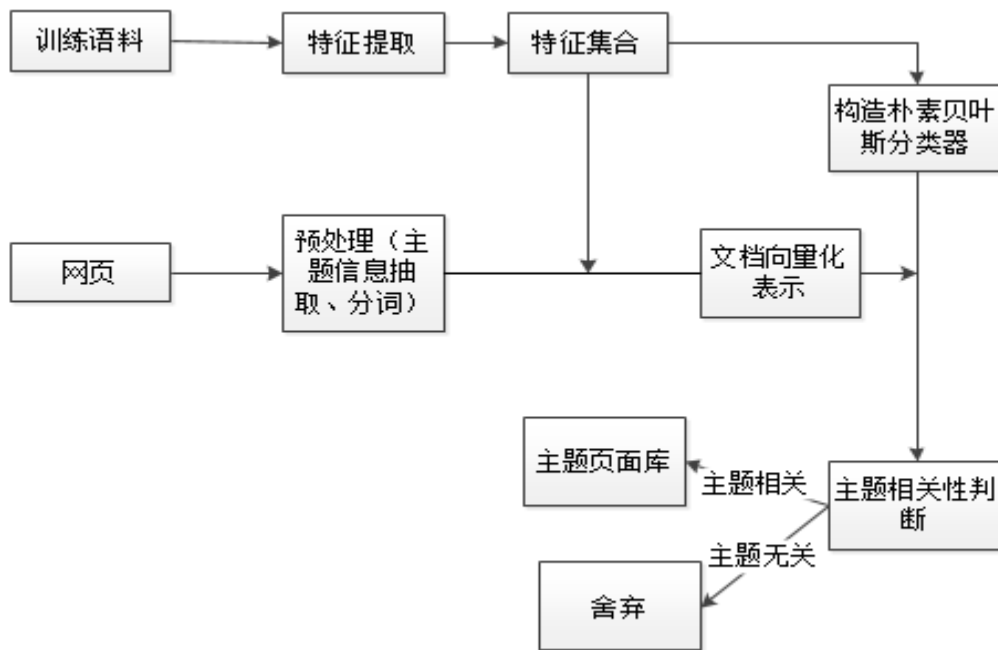 训练语料
特征提取
特征集合
构造朴素贝叶
斯分类器
网页
预处理（主
题信息抽
取、分词）
文档向量化
表示
主题页面库
主题相关
主题相关性判
断
主题无关
舍弃